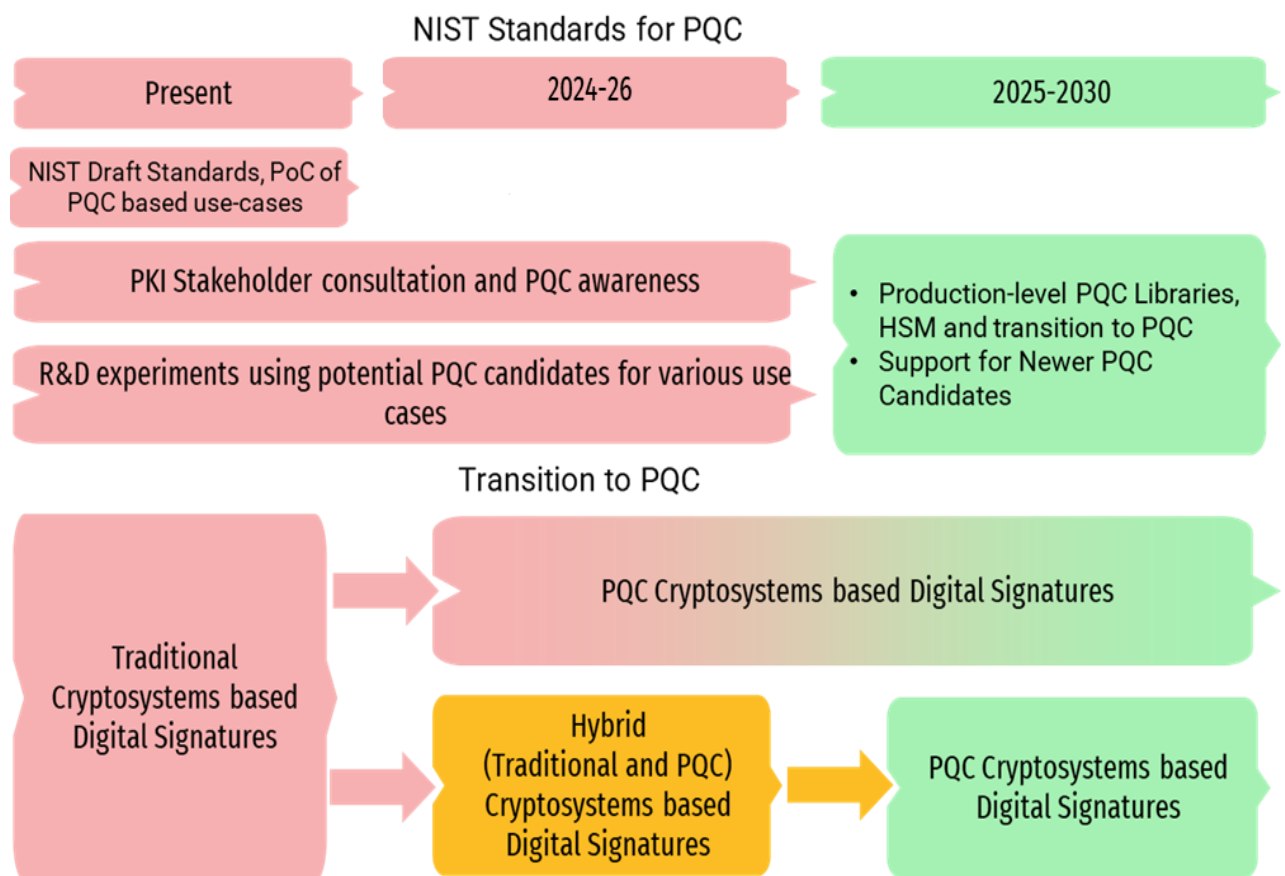 NIST Standards for PQC
Present
2024-26
2025-2030
NIST Draft Standards, PoC of
PQC based use-cases
PKI Stakeholder consultation and PQC awareness
R&D experiments using potential PQC candidates for various use
cases
• Production-level PQC Libraries,
HSM and transition to PQC
• Support for Newer PQC
Candidates
Transition to PQC
Traditional
Cryptosystems based
Digital Signatures
PQC Cryptosystems based Digital Signatures
Hybrid
(Traditional and PQC)
Cryptosystems based
Digital Signatures
PQC Cryptosystems based
Digital Signatures